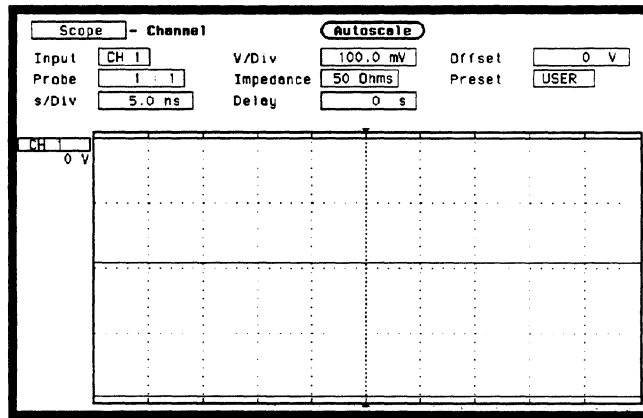 Scope - Channel Autoscale
Input CH 1 V/Div 100.0 mV Offset 0 V
Probe 1 : 1 Impedance 50 Ohms Preset USER
s/Div 5.0 ns Delay 0 s
CH 1
0 V